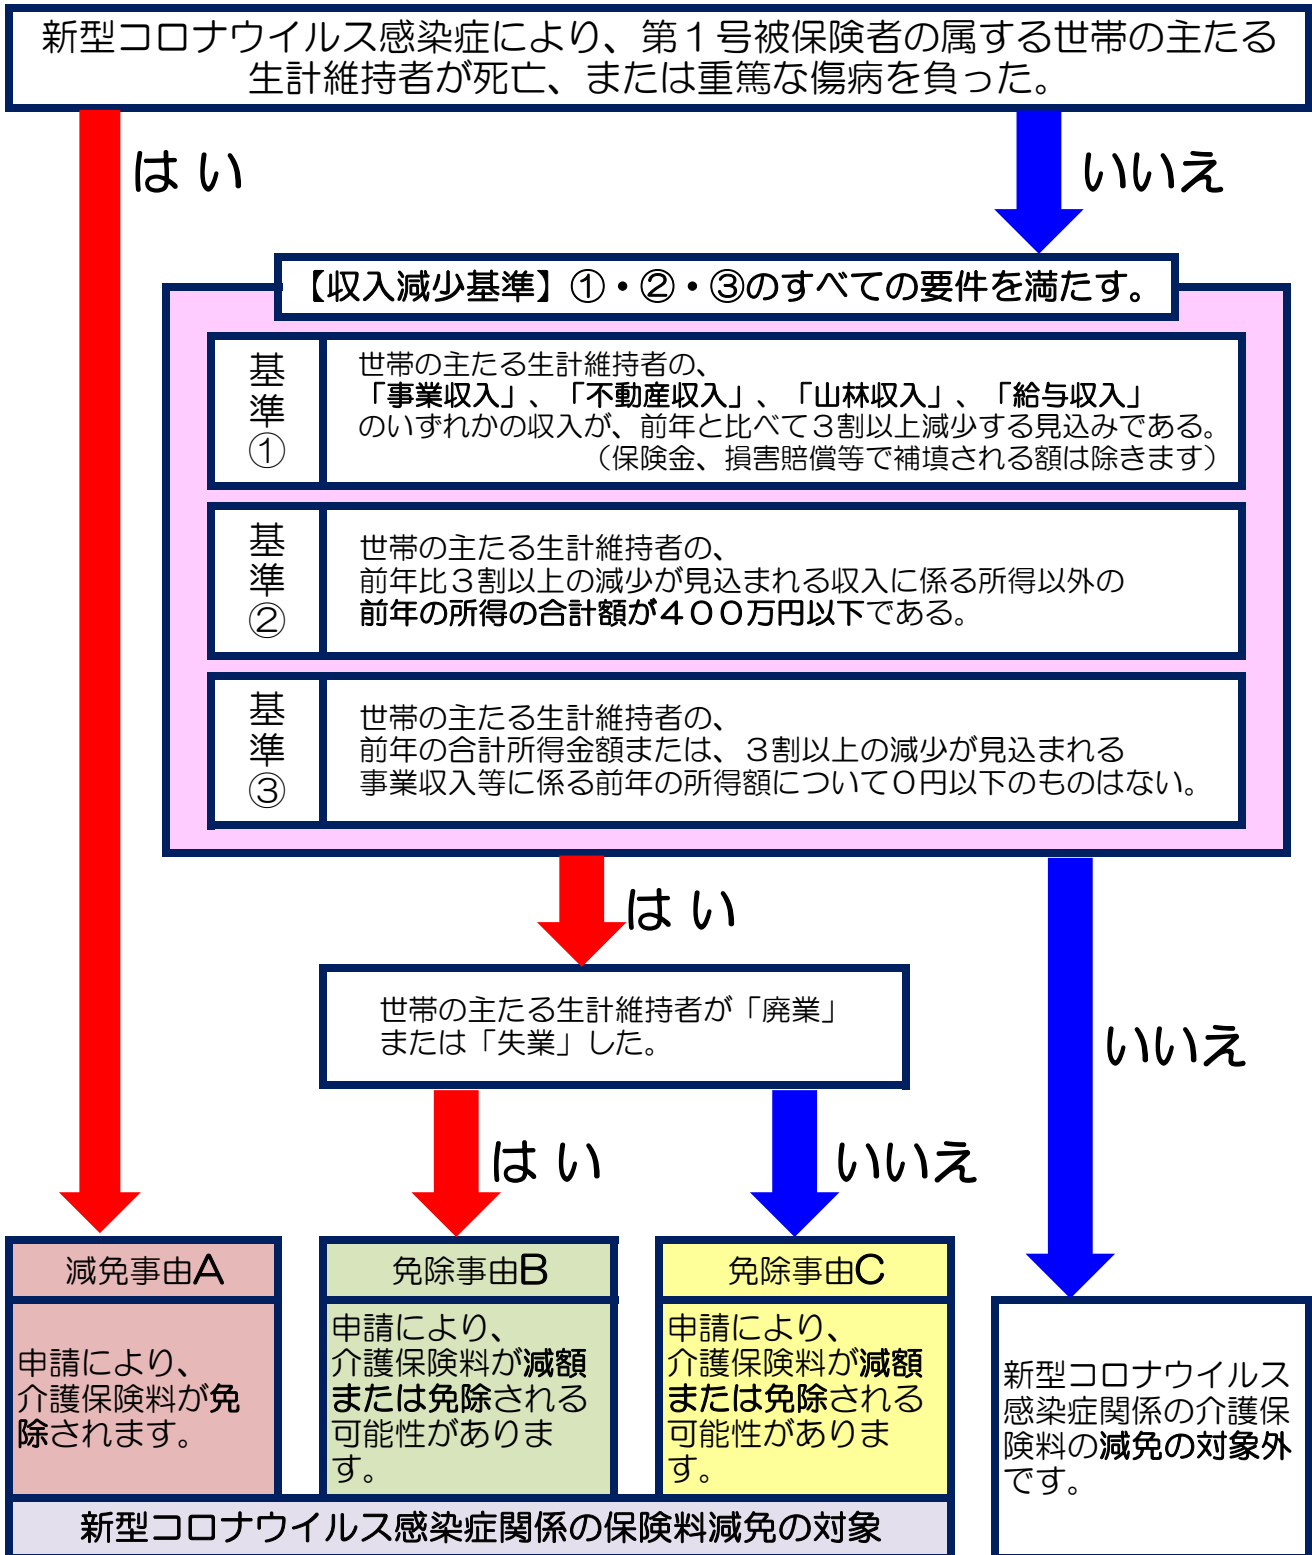 新型コロナウイルス感染症により、第１号被保険者の属する世帯の主たる
生計維持者が死亡、または重篤な傷病を負った。
はい
いいえ
【収入減少基準】①・②・③のすべての要件を満たす。
基準①
世帯の主たる生計維持者の、
「事業収入」、「不動産収入」、「山林収入」、「給与収入」
のいずれかの収入が、前年と比べて３割以上減少する見込みである。
（保険金、損害賠償等で補填される額は除きます）
基準②
世帯の主たる生計維持者の、
前年比３割以上の減少が見込まれる収入に係る所得以外の
前年の所得の合計額が４００万円以下である。
基準③
世帯の主たる生計維持者の、
前年の合計所得金額または、３割以上の減少が見込まれる
事業収入等に係る前年の所得額について０円以下のものはない。
はい
いいえ
世帯の主たる生計維持者が「廃業」
または「失業」した。
はい
いいえ
減免事由A
申請により、
介護保険料が免
除されます。
免除事由B
申請により、
介護保険料が減額
または免除される
可能性がありま
す。
免除事由C
申請により、
介護保険料が減額
または免除される
可能性がありま
す。
新型コロナウイルス
感染症関係の介護保
険料の減免の対象外
です。
新型コロナウイルス感染症関係の保険料減免の対象